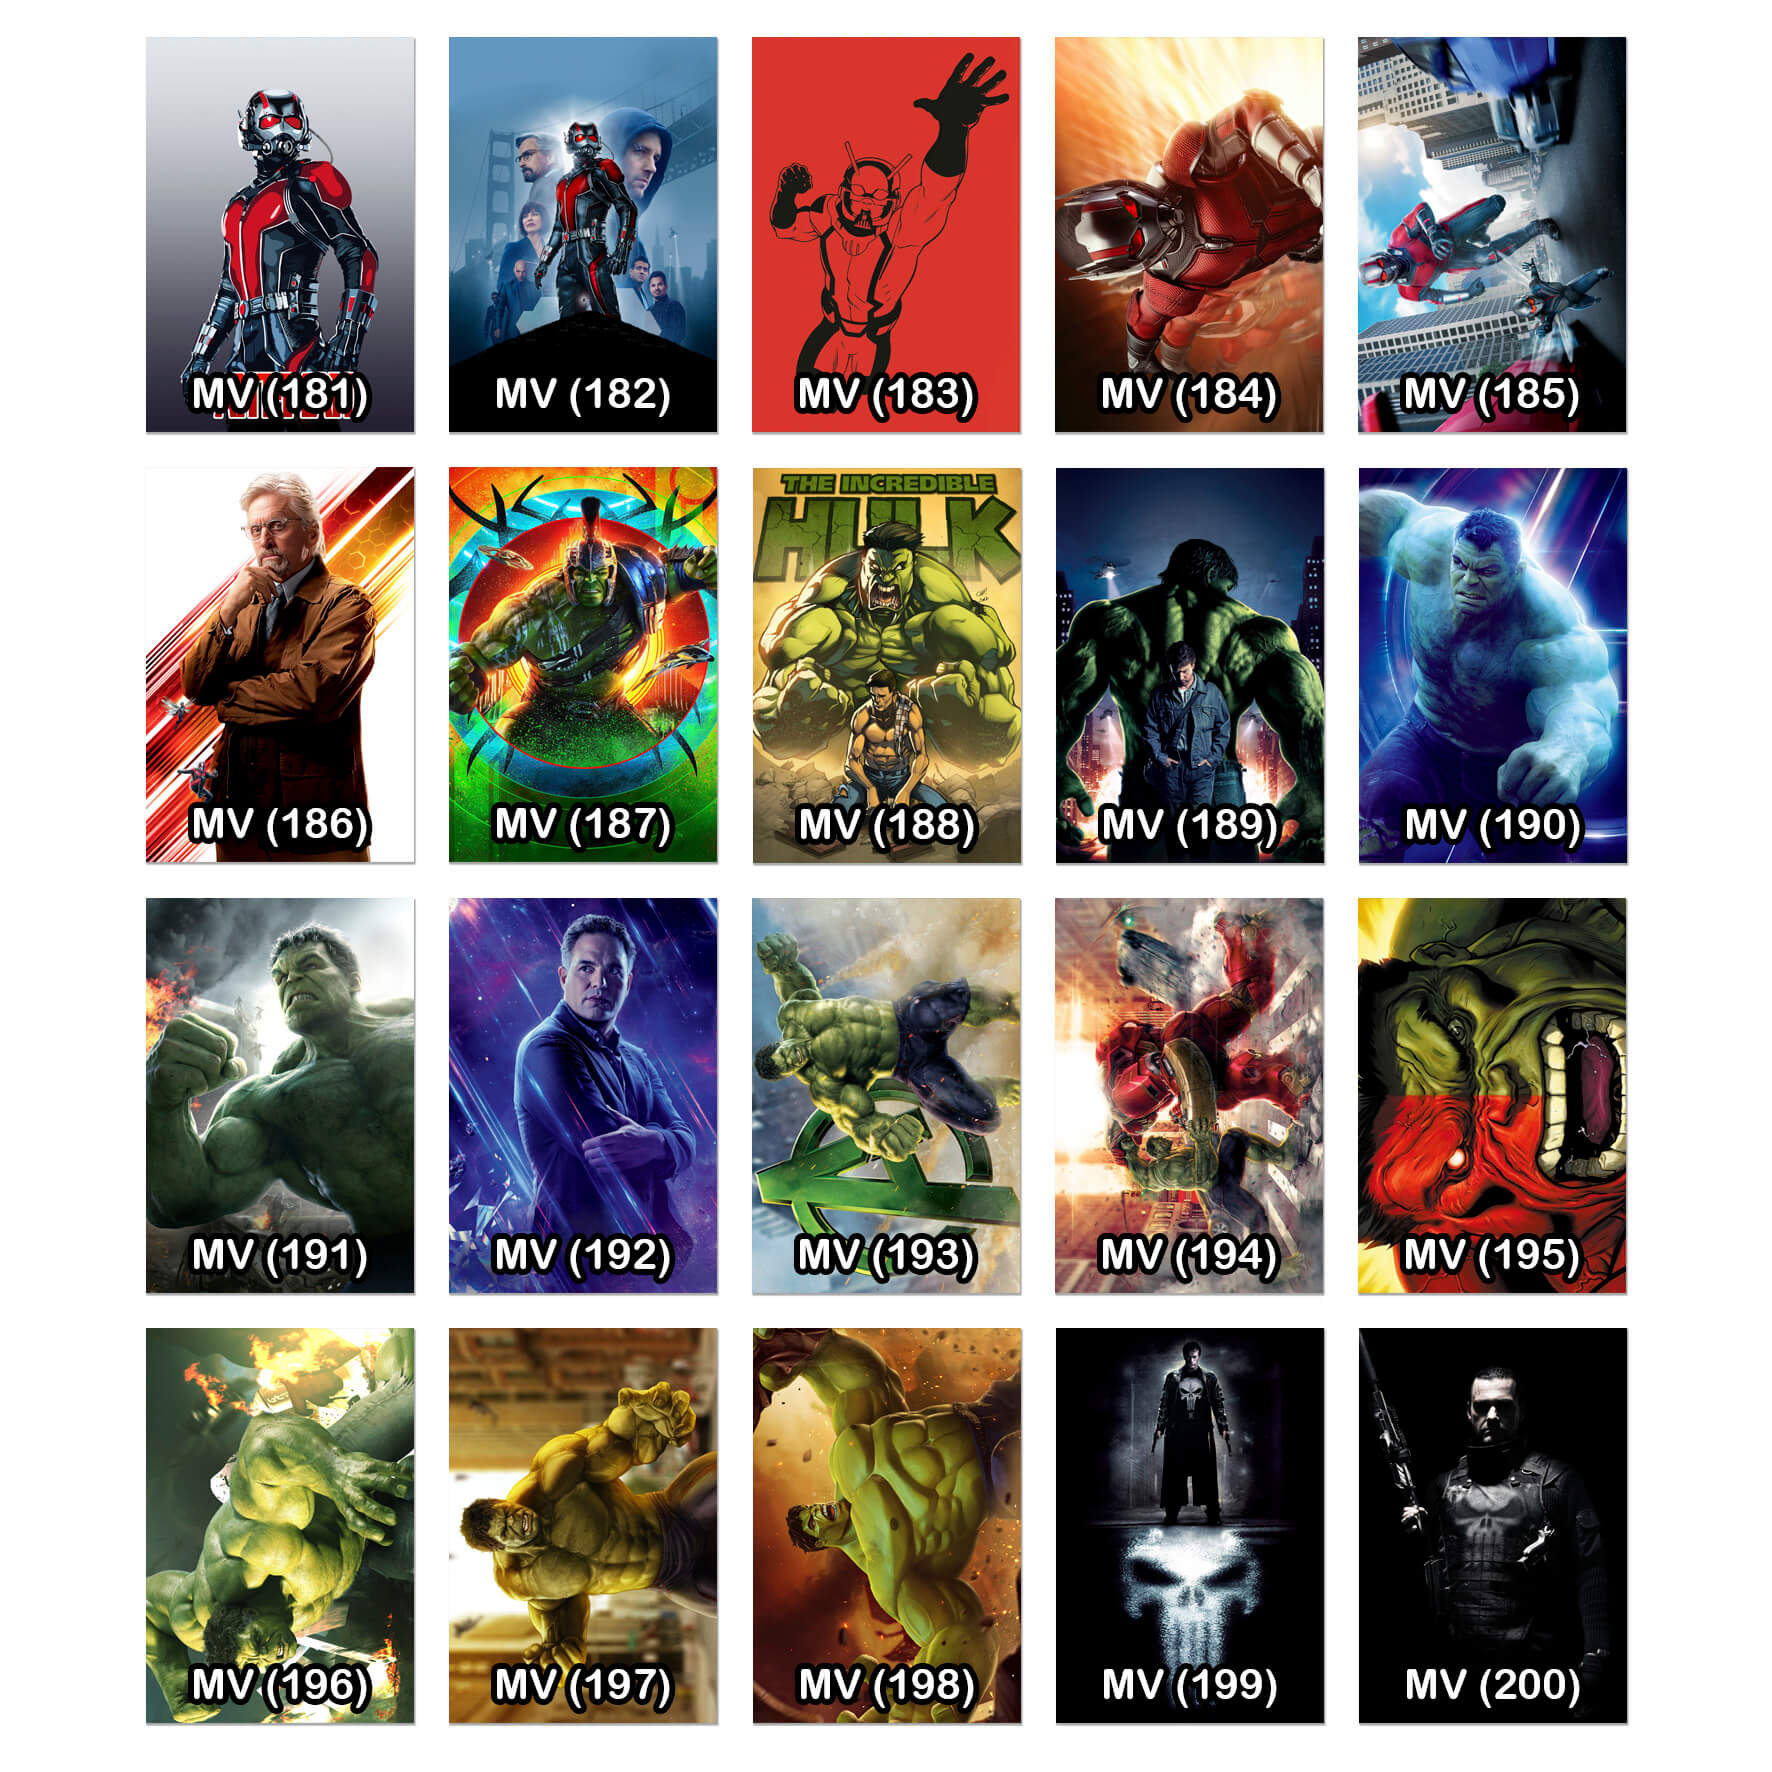 MV (181)
MV (182)
MV (183)
MV (184)
MV (185)
THE INCREDIBLE
HULK
MV (186)
MV (187)
MV (188)
MV (189)
MV (190)
MV (191)
MV (192)
MV (193)
MV (194)
MV (195)
MV (196)
MV (197)
MV (198)
MV (199)
MV (200)